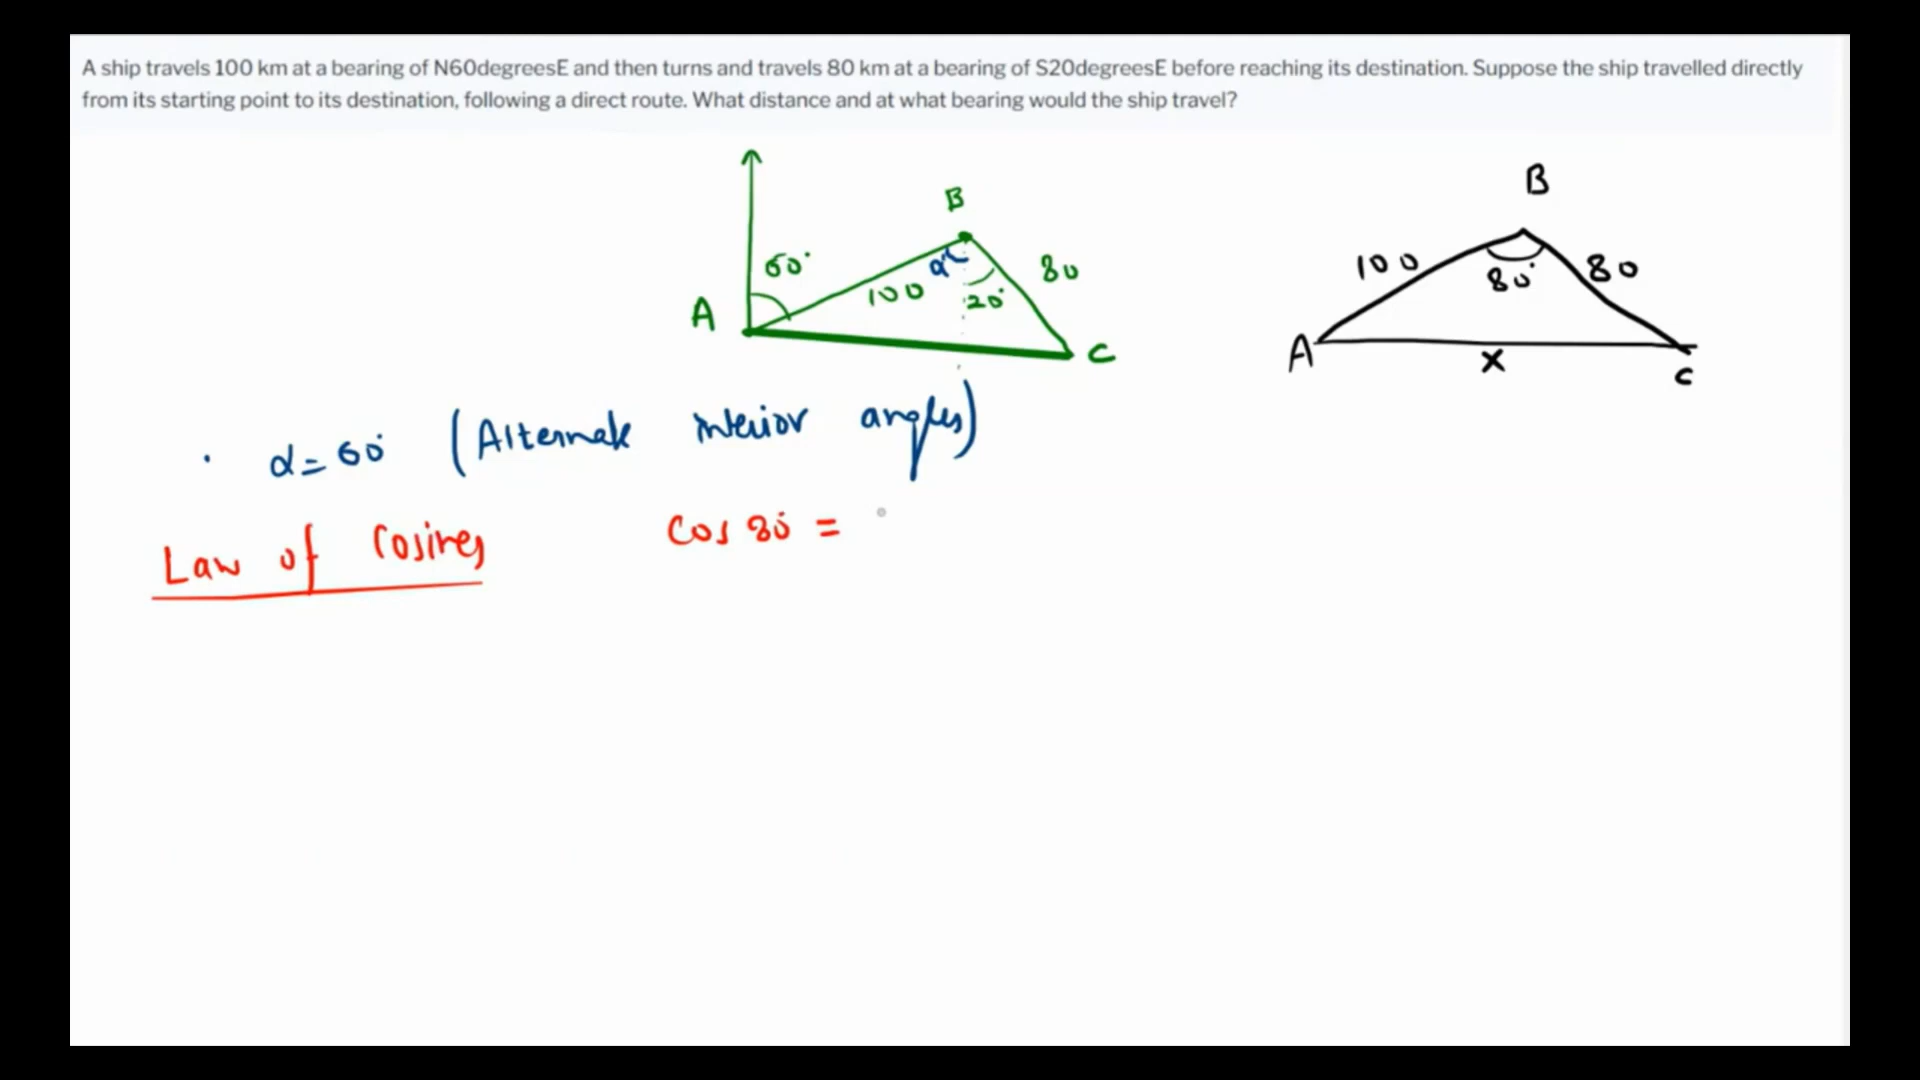 A ship travels 100 km at a bearing of N60degreesE and then turns and travels 80 km at a bearing of S20degreesE before reaching its destination. Suppose the ship travelled directly
from its starting point to its destination, following a direct route. What distance and at what bearing would the ship travel?
B
60°
α
80
100
20°
A
C
B
100
80
80°
A
x
C
α = 60° (Alternate interior angles)
Law of Cosines
Cos 80° =